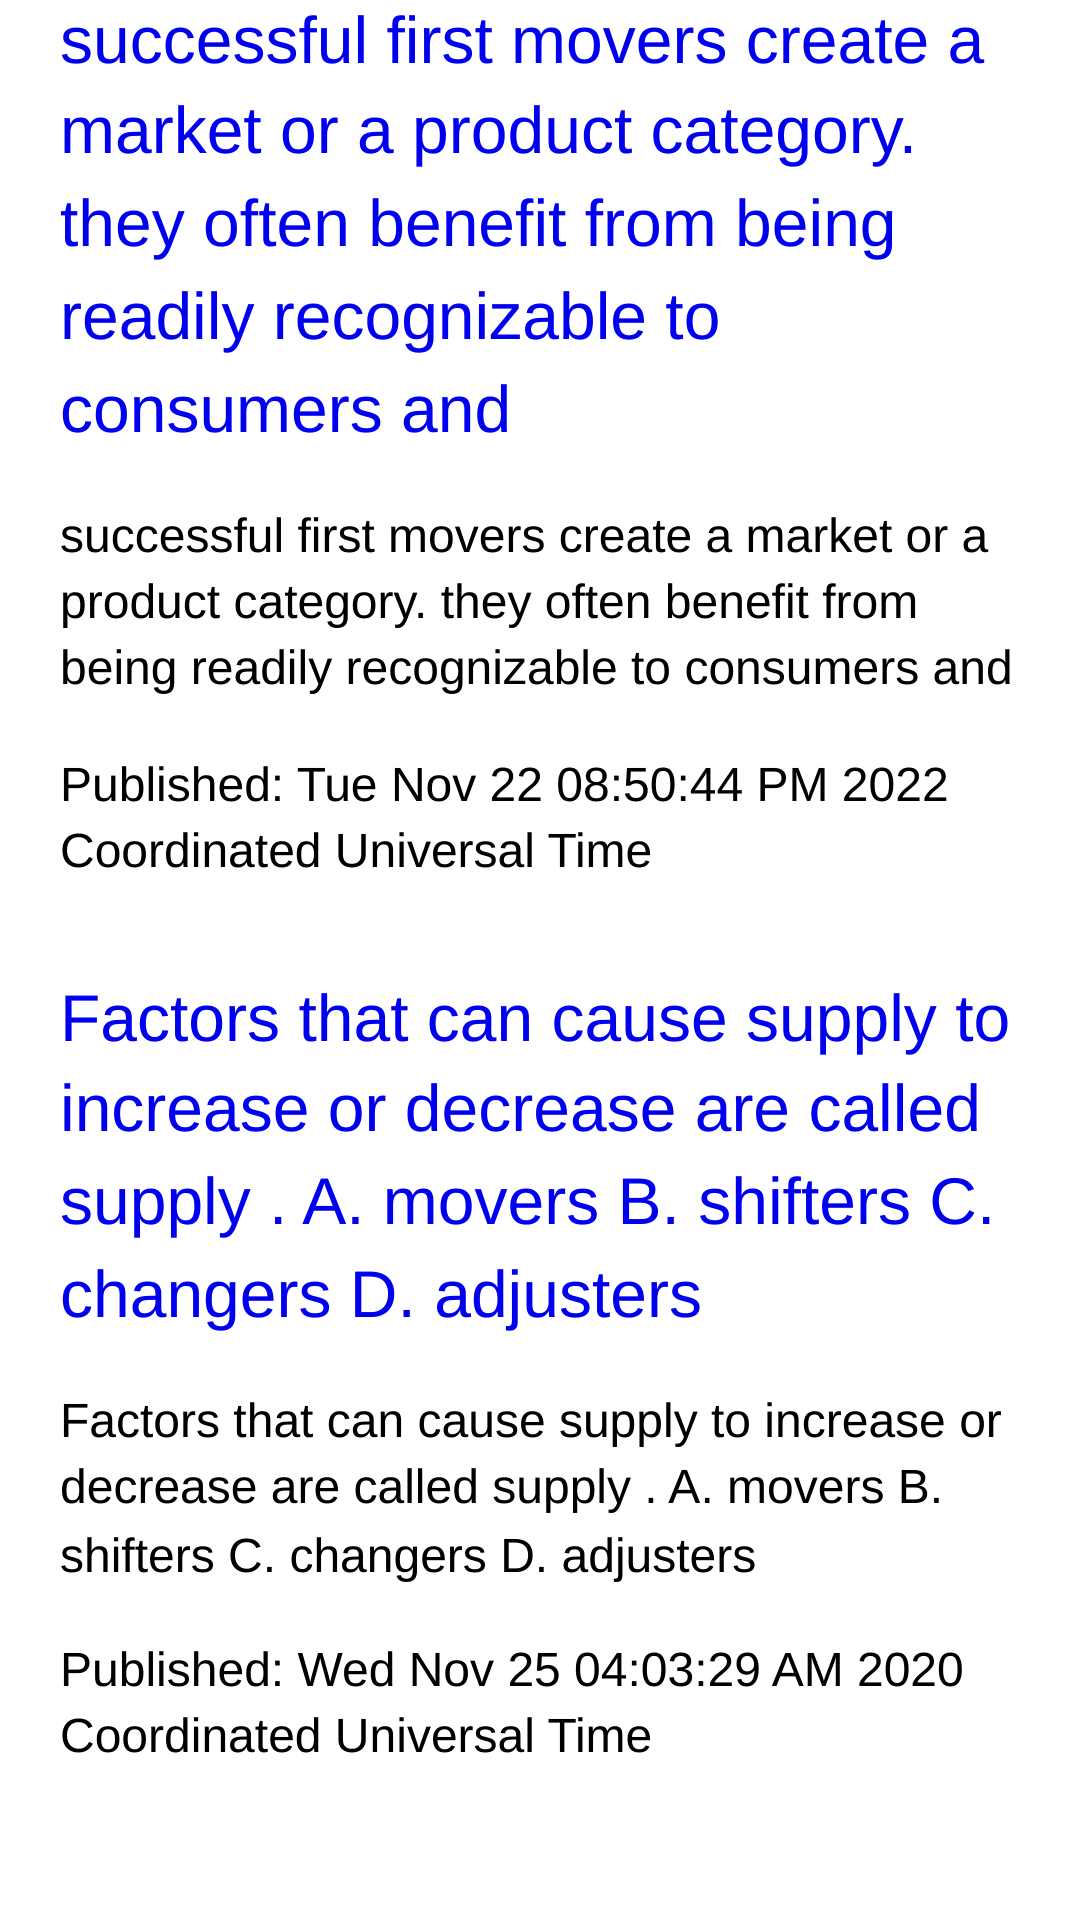 successful first movers create a
market or a product category.
they often benefit from being
readily recognizable to
consumers and
successful first movers create a market or a
product category. they often benefit from
being readily recognizable to consumers and
Published: Tue Nov 22 08:50:44 PM 2022
Coordinated Universal Time
Factors that can cause supply to
increase or decrease are called
supply . A. movers B. shifters C.
changers D. adjusters
Factors that can cause supply to increase or
decrease are called supply . A. movers B.
shifters C. changers D. adjusters
Published: Wed Nov 25 04:03:29 AM 2020
Coordinated Universal Time